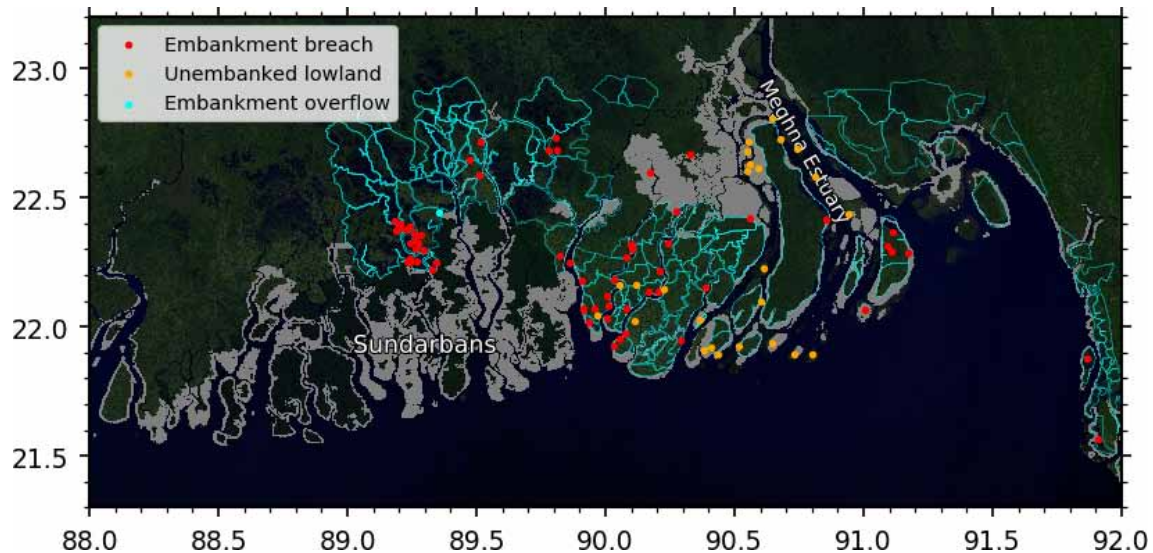 Embankment breach
Unembanked lowland
Embankment overflow
Meghna Estuary
Sundarbans
23.0
22.5
22.0
21.5
88.0 88.5 89.0 89.5 90.0 90.5 91.0 91.5 92.0